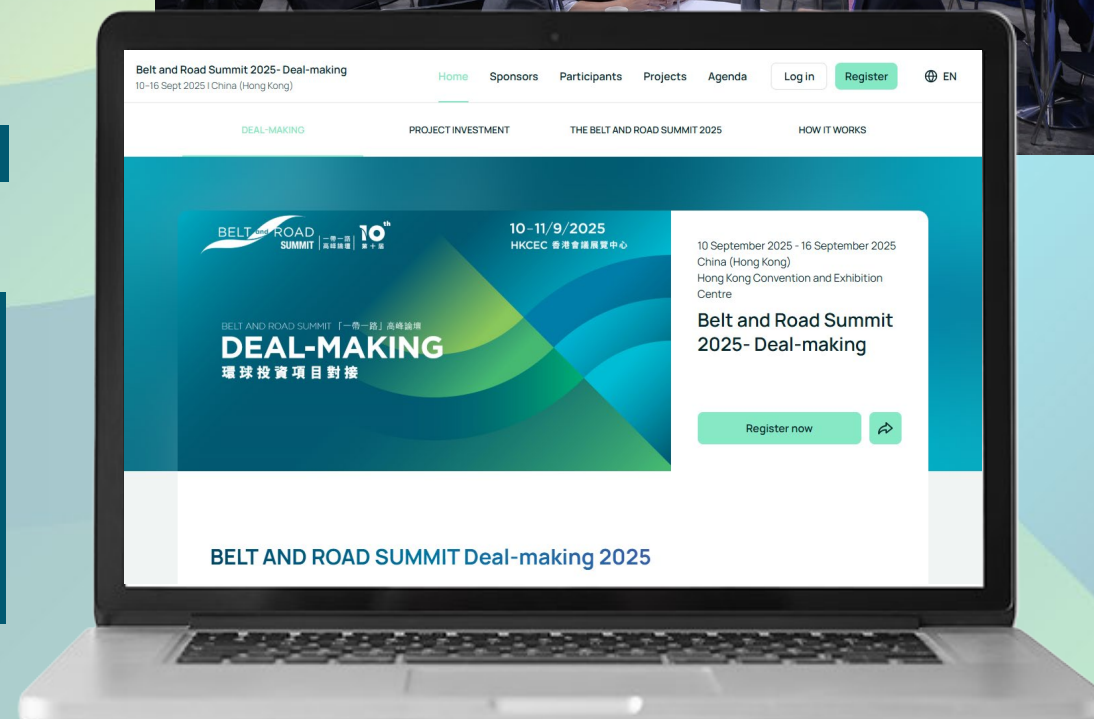 Belt and Road Summit 2025- Deal-making
10-16 Sept 2025 I China (Hong Kong)
Home Sponsors Participants Projects Agenda Log in Register EN
DEAL-MAKING PROJECT INVESTMENT THE BELT AND ROAD SUMMIT 2025 HOW IT WORKS
BELT and ROAD
SUMMIT 一帶一路 高峰論壇 10th 第十屆
10-11/9/2025
HKCEC 香港會議展覽中心
BELT AND ROAD SUMMIT 「一帶一路」高峰論壇
DEAL-MAKING
環球投資項目對接
10 September 2025 - 16 September 2025
China (Hong Kong)
Hong Kong Convention and Exhibition
Centre
Belt and Road Summit
2025- Deal-making
Register now
BELT AND ROAD SUMMIT Deal-making 2025